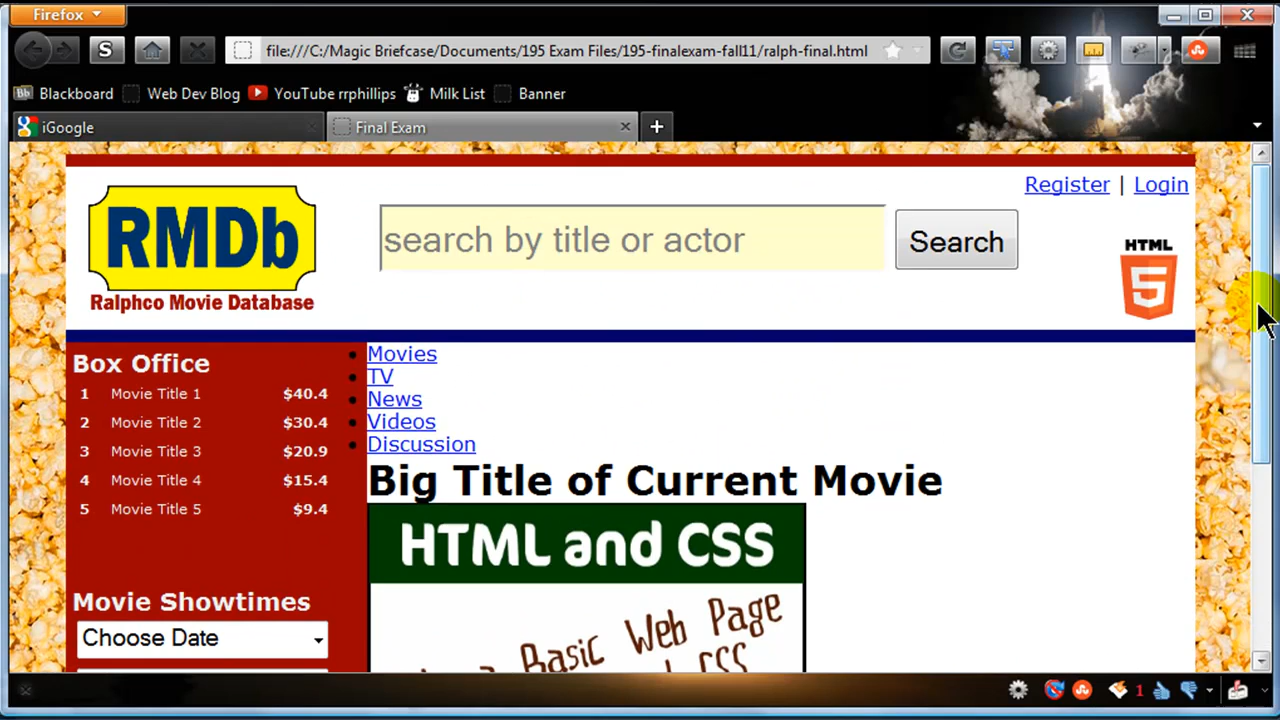 Firefox
S
file:///C:/Magic Briefcase/Documents/195 Exam Files/195-finalexam-fall11/ralph-final.html
Bb Blackboard Web Dev Blog YouTube rrphillips Milk List Banner
iGoogle Final Exam
Register | Login
RMDb
Ralphco Movie Database
search by title or actor
Search
HTML
5
Box Office
1 Movie Title 1 $40.4
2 Movie Title 2 $30.4
3 Movie Title 3 $20.9
4 Movie Title 4 $15.4
5 Movie Title 5 $9.4
Movies
TV
News
Videos
Discussion
Big Title of Current Movie
HTML and CSS
Basic Web Page
CSS
Movie Showtimes
Choose Date
1